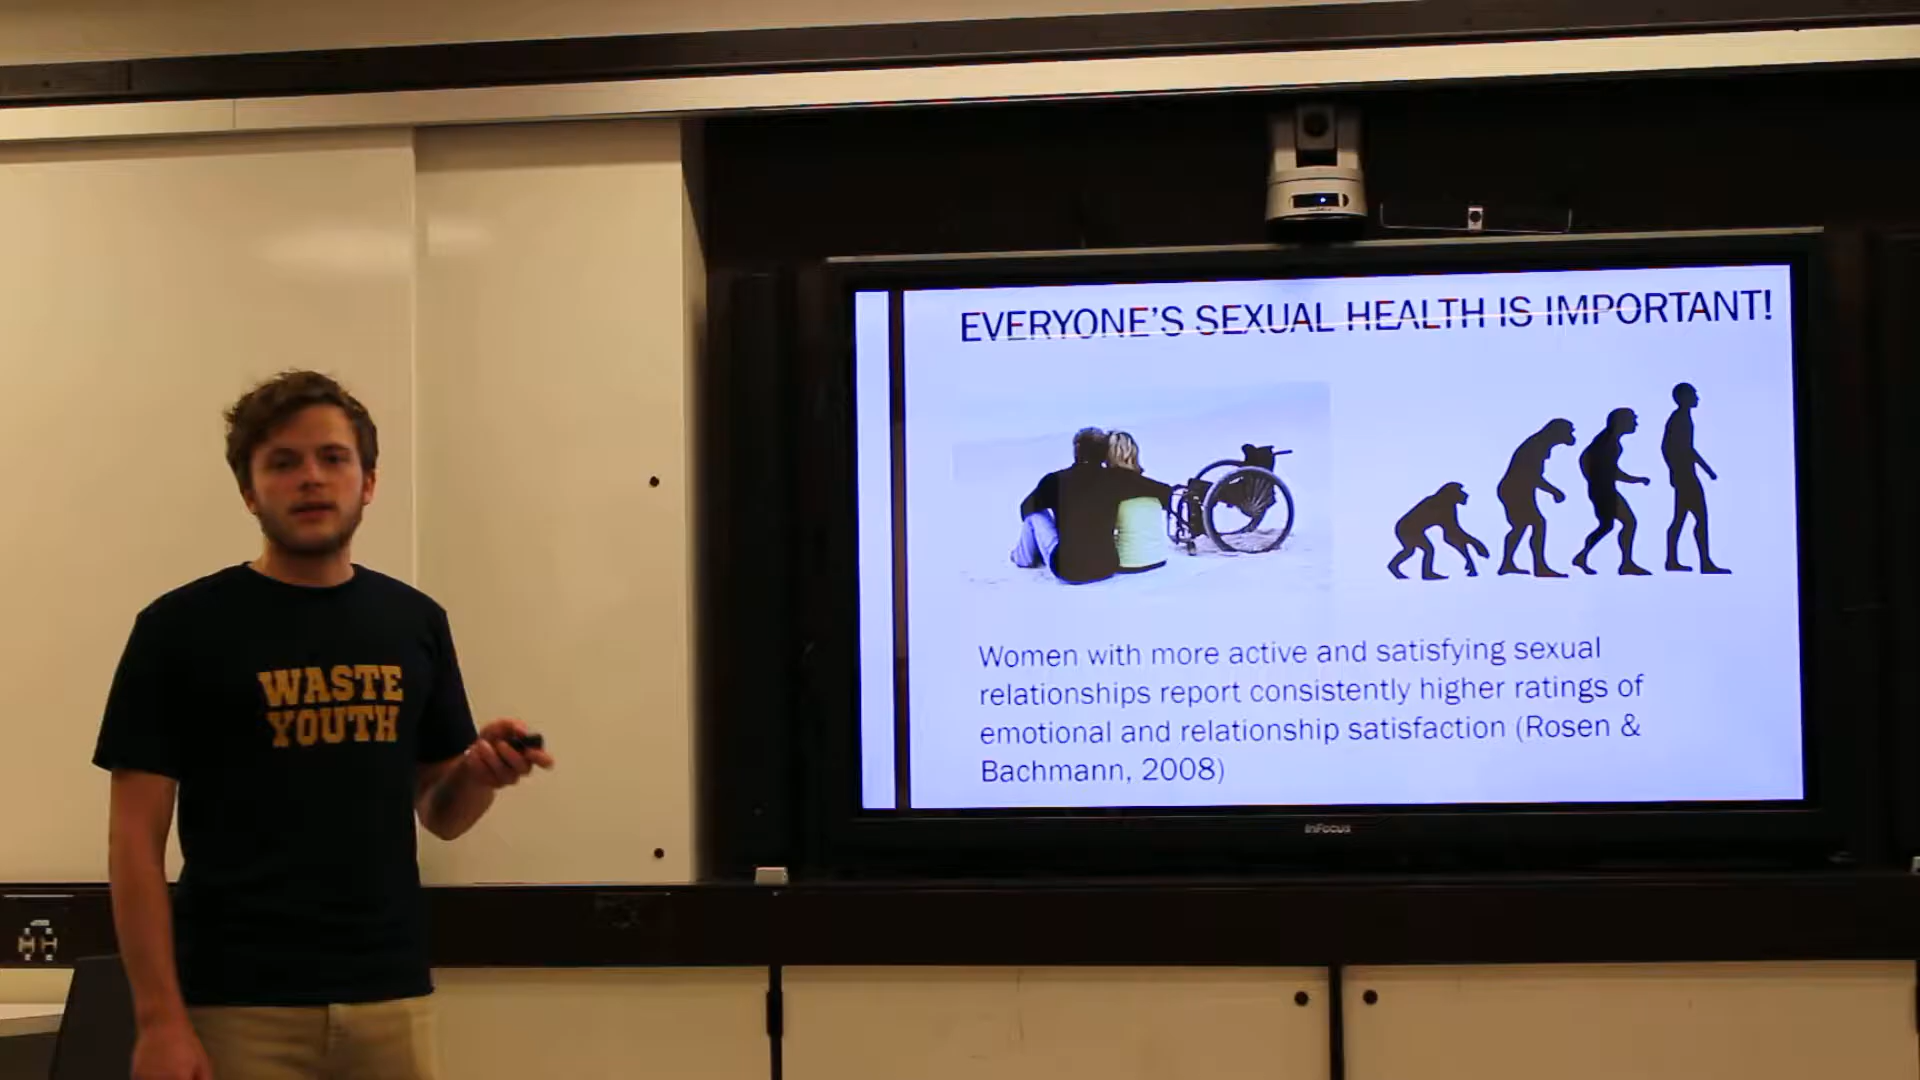 EVERYONE'S SEXUAL HEALTH IS IMPORTANT!
Women with more active and satisfying sexual
relationships report consistently higher ratings of
emotional and relationship satisfaction (Rosen &
Bachmann, 2008)
InFocus
WASTE
YOUTH